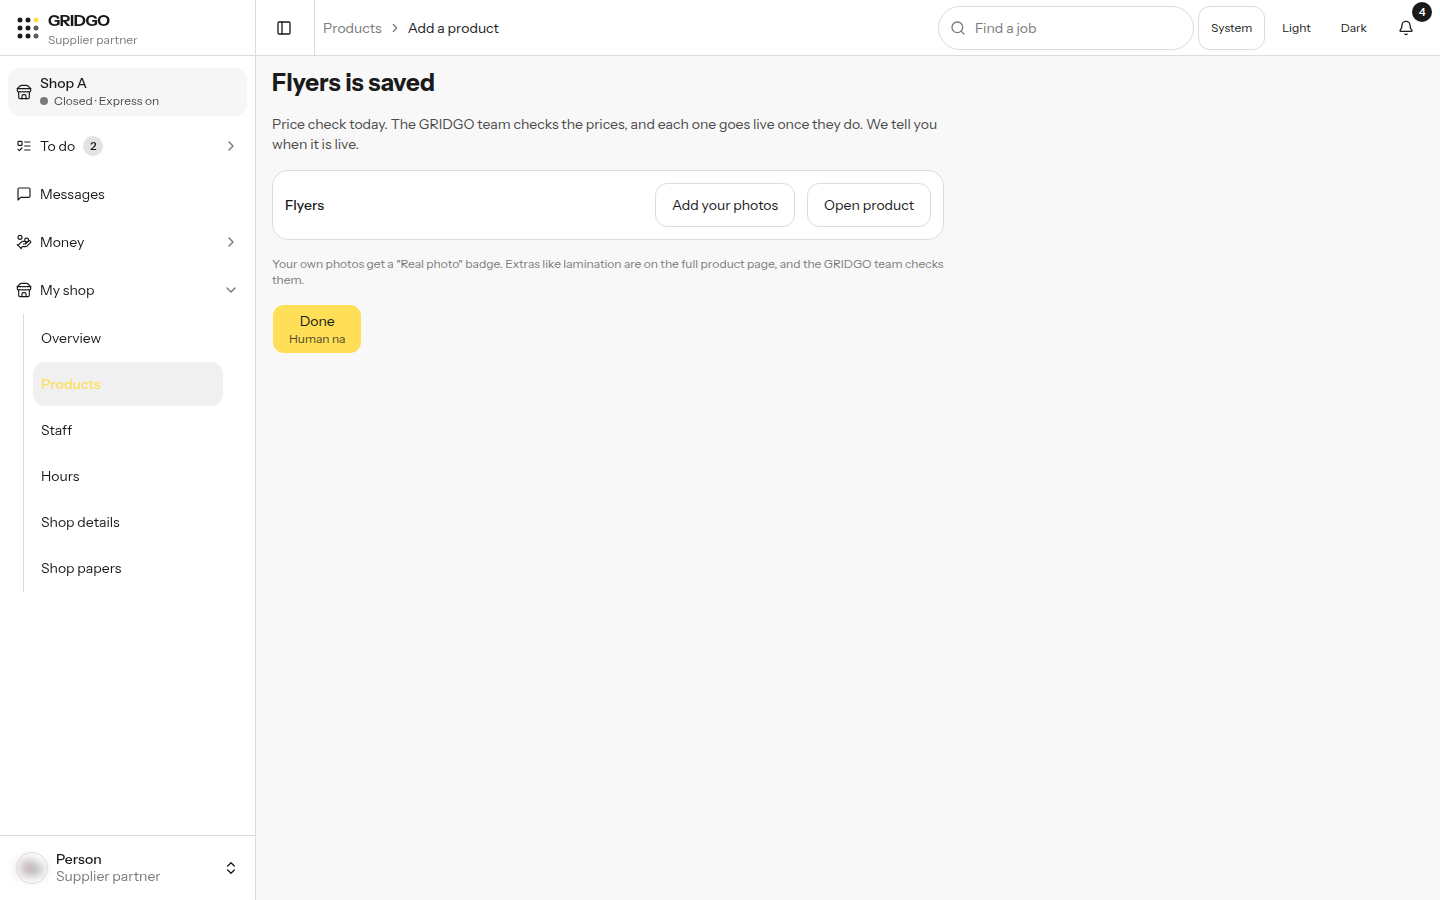 GRIDGO
Supplier partner
Shop A
Closed · Express on
To do 2
Messages
Money
My shop
Overview
Products
Staff
Hours
Shop details
Shop papers
Person
Supplier partner
Products > Add a product
Find a job
System
Light
Dark
4
Flyers is saved
Price check today. The GRIDGO team checks the prices, and each one goes live once they do. We tell you
when it is live.
Flyers
Add your photos
Open product
Your own photos get a "Real photo" badge. Extras like lamination are on the full product page, and the GRIDGO team checks
them.
Done
Human na